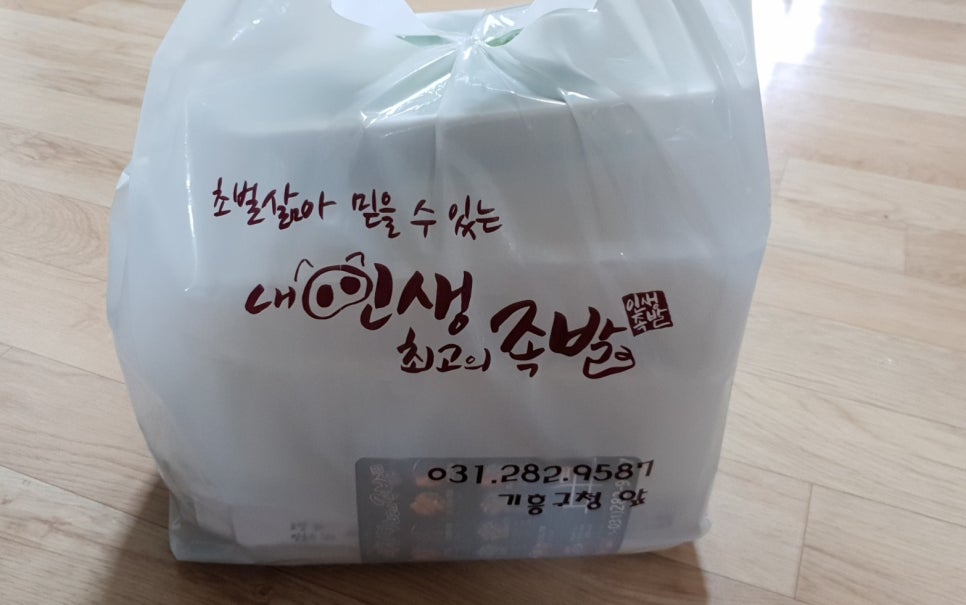 초벌삶아 믿을 수 있는
내 인생
최고의 족발
인생
족발
031.282.9587
기흥구청 앞